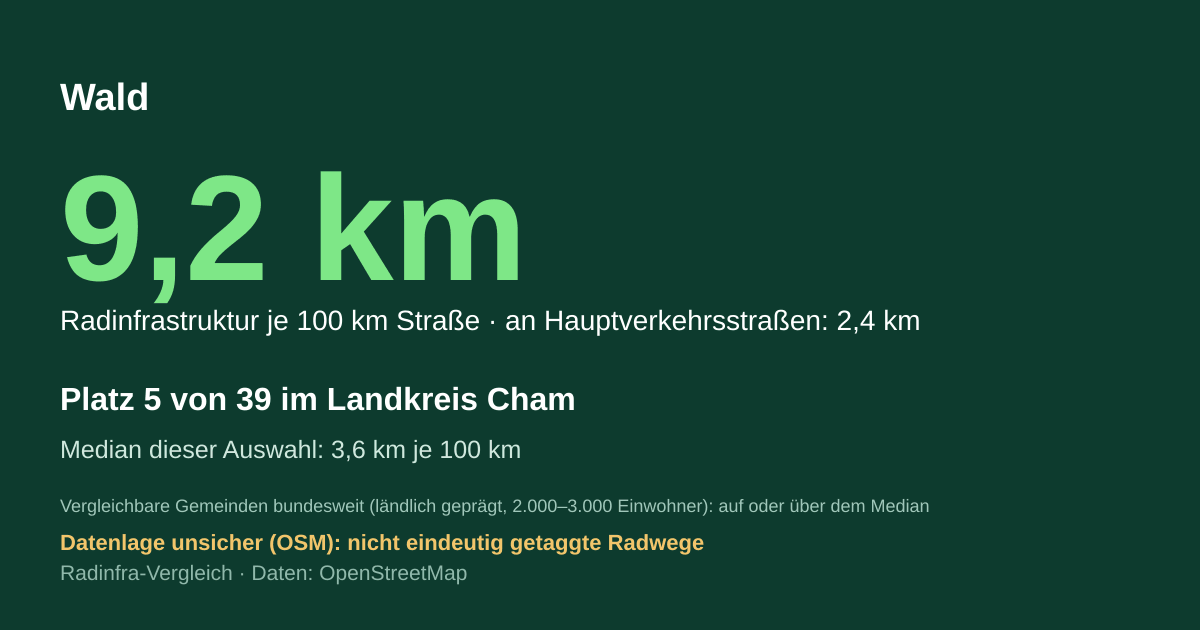 Wald
9,2 km
Radinfrastruktur je 100 km Straße · an Hauptverkehrsstraßen: 2,4 km
Platz 5 von 39 im Landkreis Cham
Median dieser Auswahl: 3,6 km je 100 km
Vergleichbare Gemeinden bundesweit (ländlich geprägt, 2.000–3.000 Einwohner): auf oder über dem Median
Datenlage unsicher (OSM): nicht eindeutig getaggte Radwege
Radinfra-Vergleich · Daten: OpenStreetMap